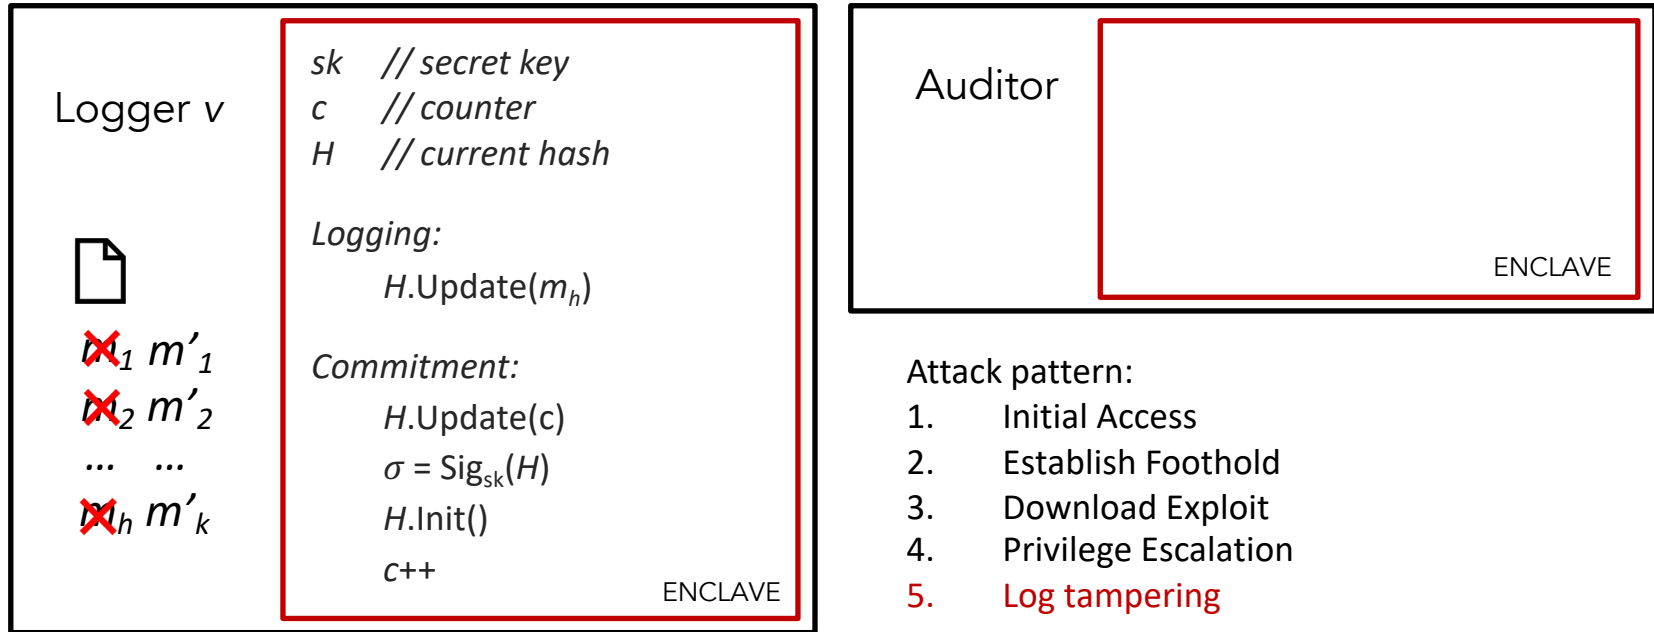 Logger v
sk // secret key
c // counter
H // current hash
Logging:
H.Update(mₕ)
Commitment:
H.Update(c)
σ = Sigₛₖ(H)
H.Init()
c++
ENCLAVE
m₁ m’₁
m₂ m’₂
... ...
mₕ m’ₖ
Auditor
ENCLAVE
Attack pattern:
1. Initial Access
2. Establish Foothold
3. Download Exploit
4. Privilege Escalation
5. Log tampering